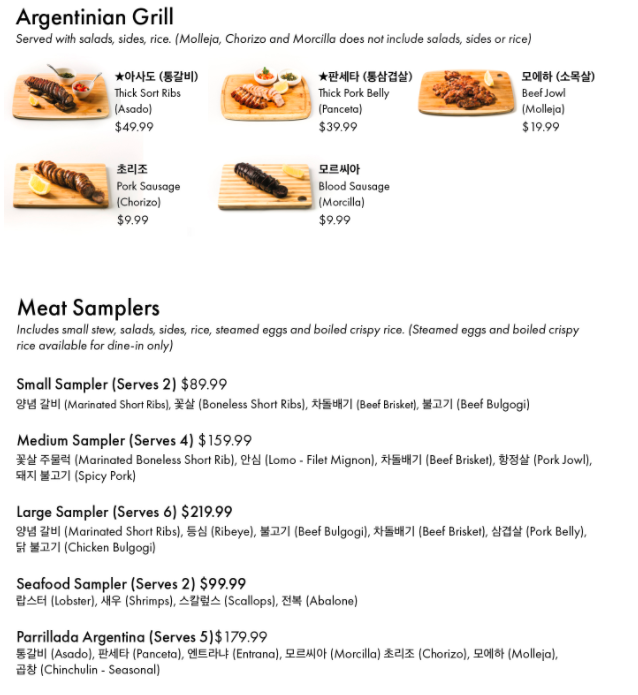 Argentinian Grill
Served with salads, sides, rice. (Molleja, Chorizo and Morcilla does not include salads, sides or rice)
★아사도 (통갈비)
Thick Sort Ribs
(Asado)
$49.99
★판세타 (통삼겹살)
Thick Pork Belly
(Panceta)
$39.99
모에하 (소목살)
Beef Jowl
(Molleja)
$19.99
초리조
Pork Sausage
(Chorizo)
$9.99
모르씨아
Blood Sausage
(Morcilla)
$9.99
Meat Samplers
Includes small stew, salads, sides, rice, steamed eggs and boiled crispy rice. (Steamed eggs and boiled crispy
rice available for dine-in only)
Small Sampler (Serves 2) $89.99
양념 갈비 (Marinated Short Ribs), 꽃살 (Boneless Short Ribs), 차돌배기 (Beef Brisket), 불고기 (Beef Bulgogi)
Medium Sampler (Serves 4) $159.99
꽃살 주물럭 (Marinated Boneless Short Rib), 안심 (Lomo - Filet Mignon), 차돌배기 (Beef Brisket), 항정살 (Pork Jowl),
돼지 불고기 (Spicy Pork)
Large Sampler (Serves 6) $219.99
양념 갈비 (Marinated Short Ribs), 등심 (Ribeye), 불고기 (Beef Bulgogi), 차돌배기 (Beef Brisket), 삼겹살 (Pork Belly),
닭 불고기 (Chicken Bulgogi)
Seafood Sampler (Serves 2) $99.99
랍스터 (Lobster), 새우 (Shrimps), 스칼럽스 (Scallops), 전복 (Abalone)
Parrillada Argentina (Serves 5)$179.99
통갈비 (Asado), 판세타 (Panceta), 엔트라냐 (Entrana), 모르씨아 (Morcilla) 초리조 (Chorizo), 모에하 (Molleja),
곱창 (Chinchulin - Seasonal)